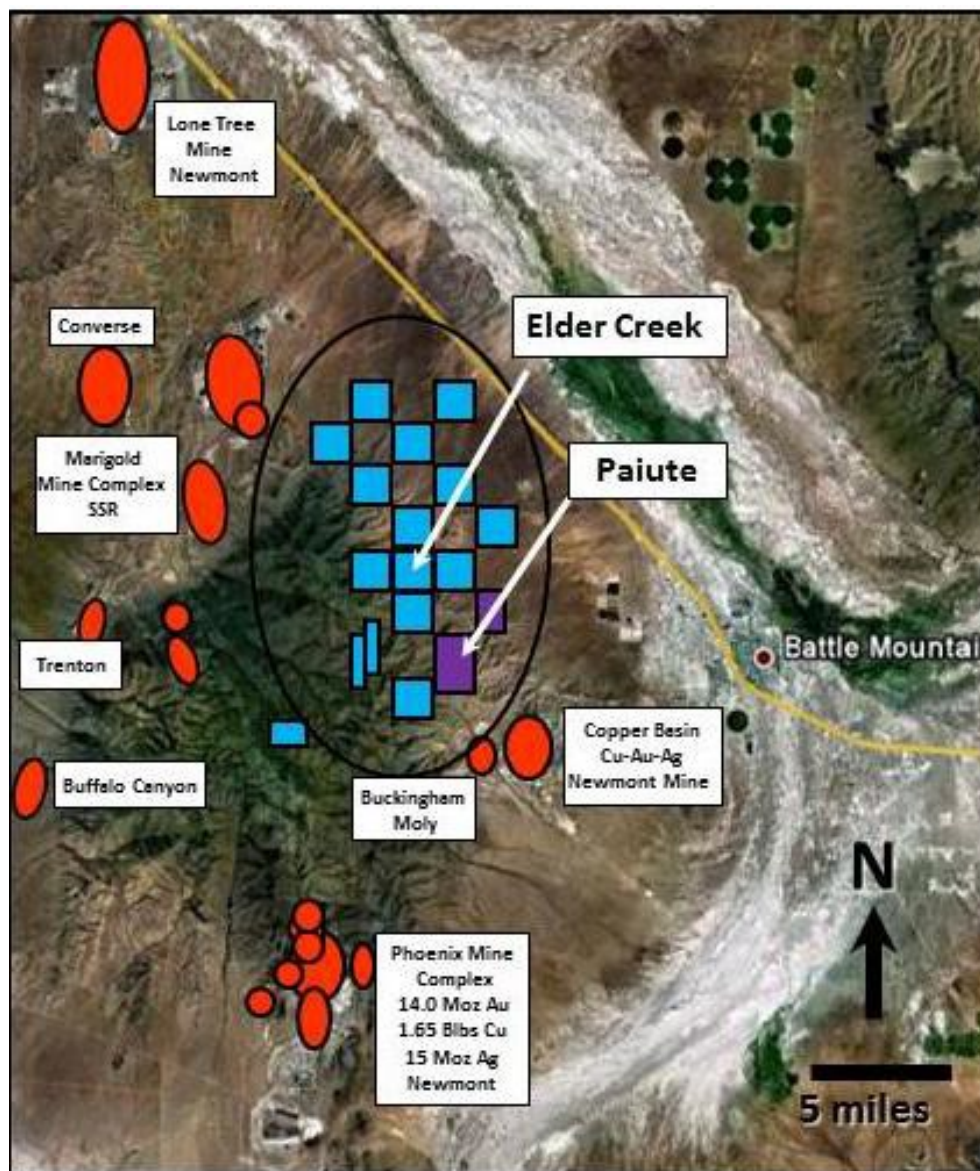 Lone Tree
Mine
Newmont
Elder Creek
Converse
Marigold
Mine Complex
SSR
Paiute
Trenton
Battle Mountai
Copper Basin
Cu-Au-Ag
Newmont Mine
Buffalo Canyon
Buckingham
Moly
N
Phoenix Mine
Complex
14.0 Moz Au
1.65 Blbs Cu
15 Moz Ag
Newmont
5 miles